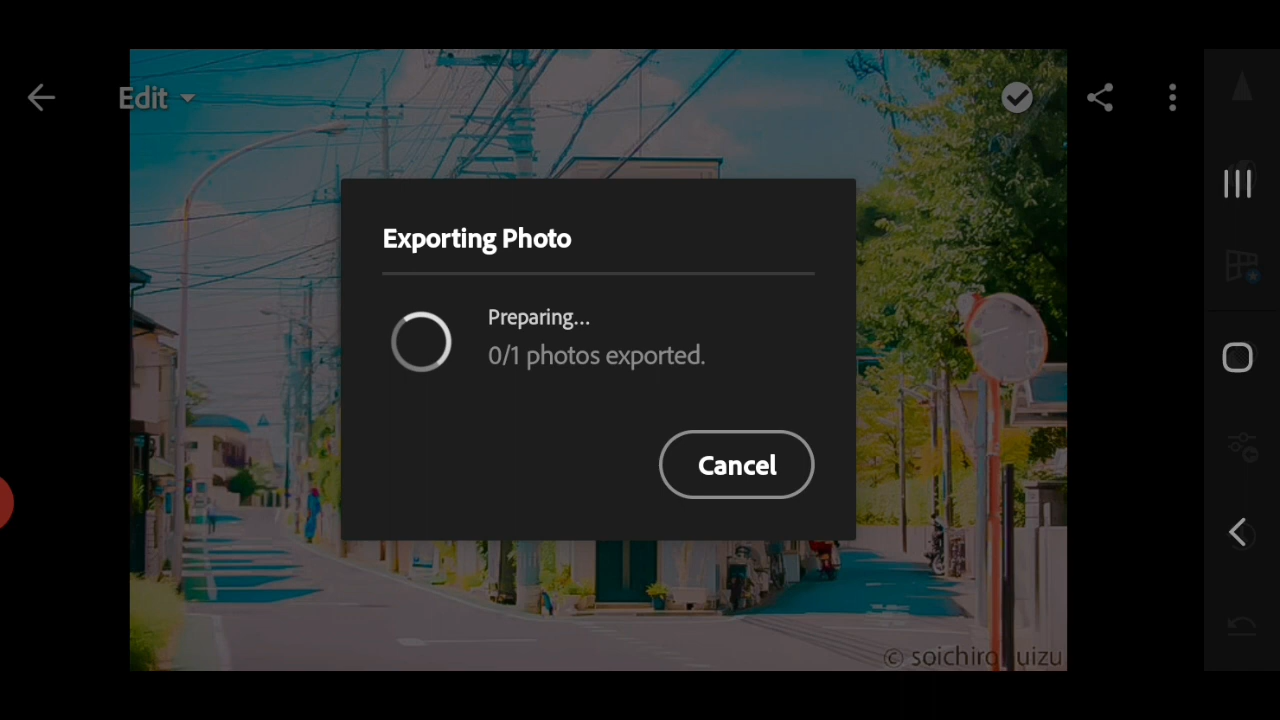 Edit
Exporting Photo
Preparing...
0/1 photos exported.
Cancel
© soichiro